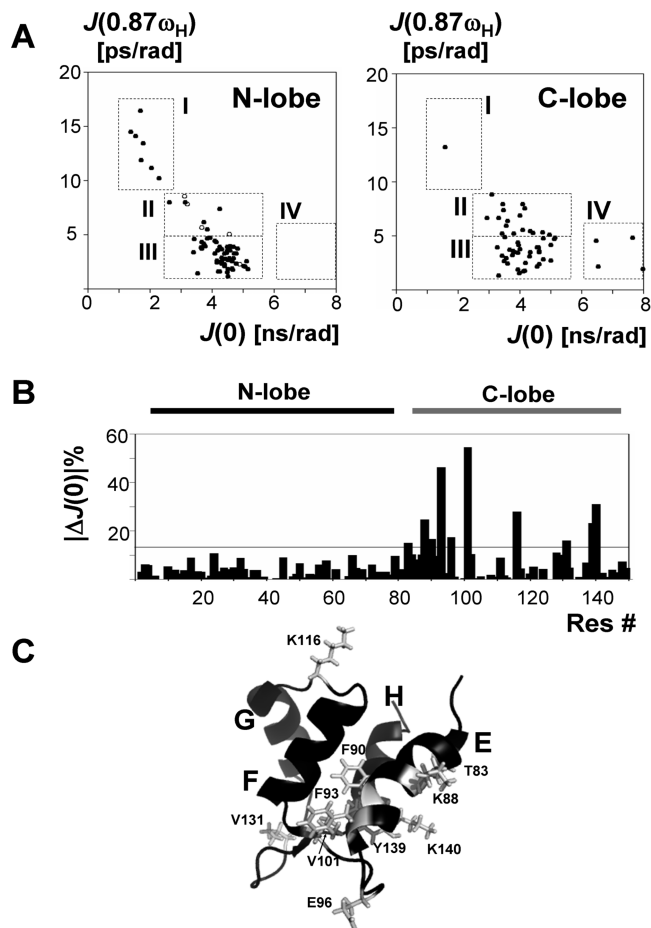 A
J(0.87ωH)
[ps/rad]
J(0.87ωH)
[ps/rad]
20
15
10
5
0
2
4
6
8
N-lobe
I
II
III
IV
J(0) [ns/rad]
20
15
10
5
0
2
4
6
8
C-lobe
I
II
III
IV
J(0) [ns/rad]
B
N-lobe
C-lobe
|ΔJ(0)|%
60
40
20
20
40
60
80
100
120
140
Res #
C
K116
G
H
E
F90
T83
F
F93
K88
V131
V101
Y139
K140
E96